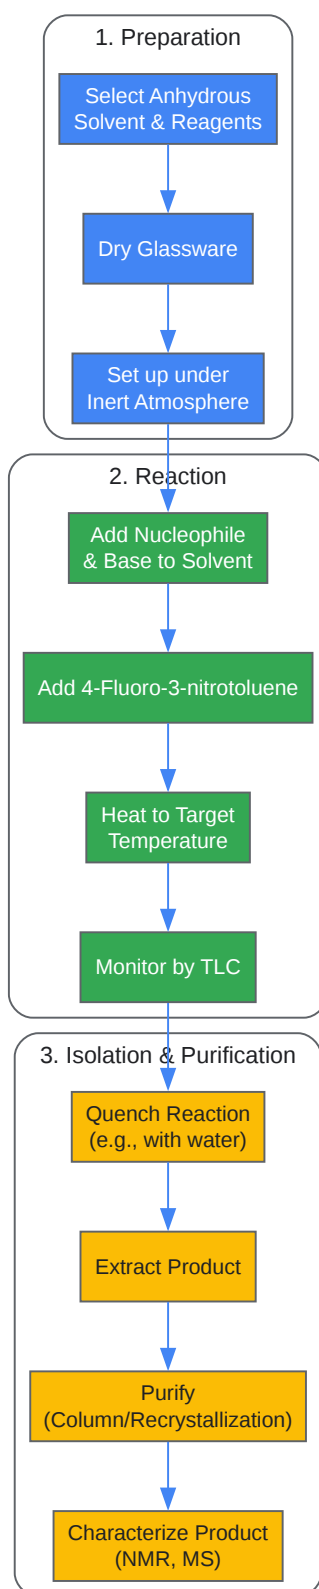 1. Preparation
Select Anhydrous
Solvent & Reagents
Dry Glassware
Set up under
Inert Atmosphere
2. Reaction
Add Nucleophile
& Base to Solvent
Add 4-Fluoro-3-nitrotoluene
Heat to Target
Temperature
Monitor by TLC
3. Isolation & Purification
Quench Reaction
(e.g., with water)
Extract Product
Purify
(Column/Recrystallization)
Characterize Product
(NMR, MS)